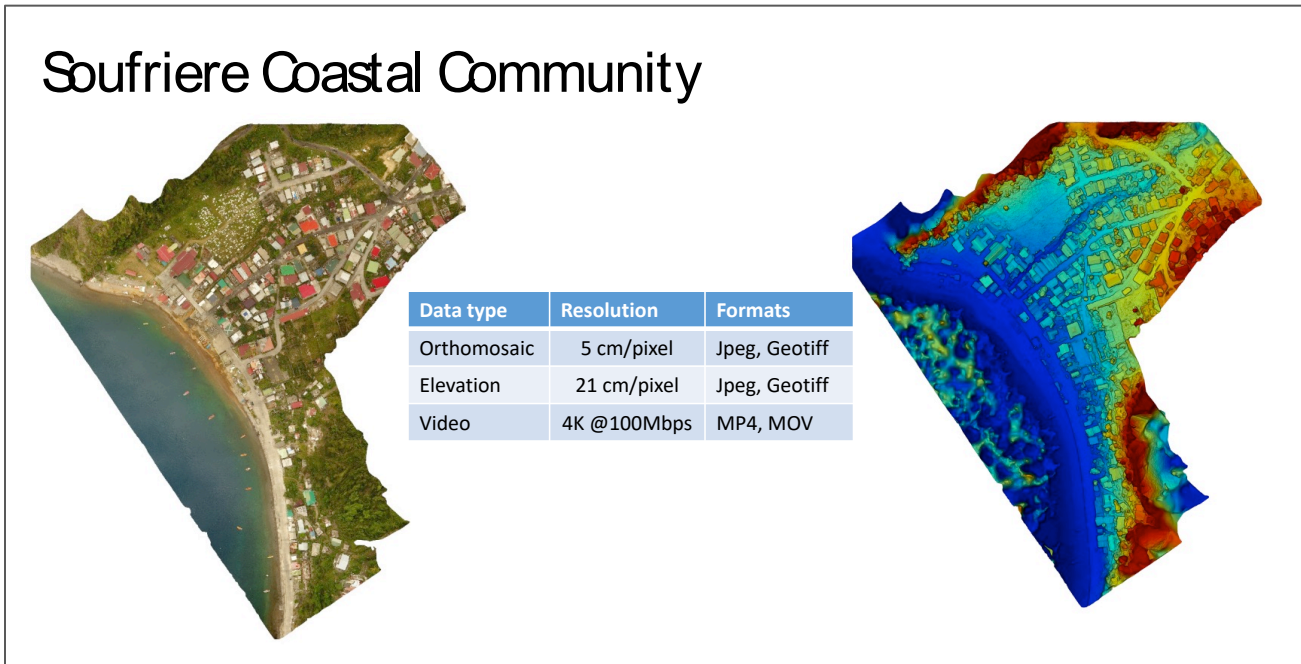 Soufriere Coastal Community
Data type Resolution Formats
Orthomosaic 5 cm/pixel Jpeg, Geotiff
Elevation 21 cm/pixel Jpeg, Geotiff
Video 4K @100Mbps MP4, MOV